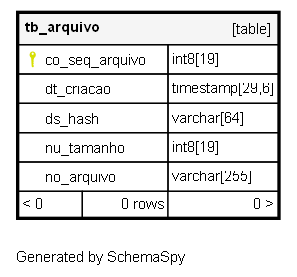 tb_arquivo [table]
co_seq_arquivo int8[19]
dt_criacao timestamp[29,6]
ds_hash varchar[64]
nu_tamanho int8[19]
no_arquivo varchar[255]
< 0 0 rows 0 >
Generated by SchemaSpy